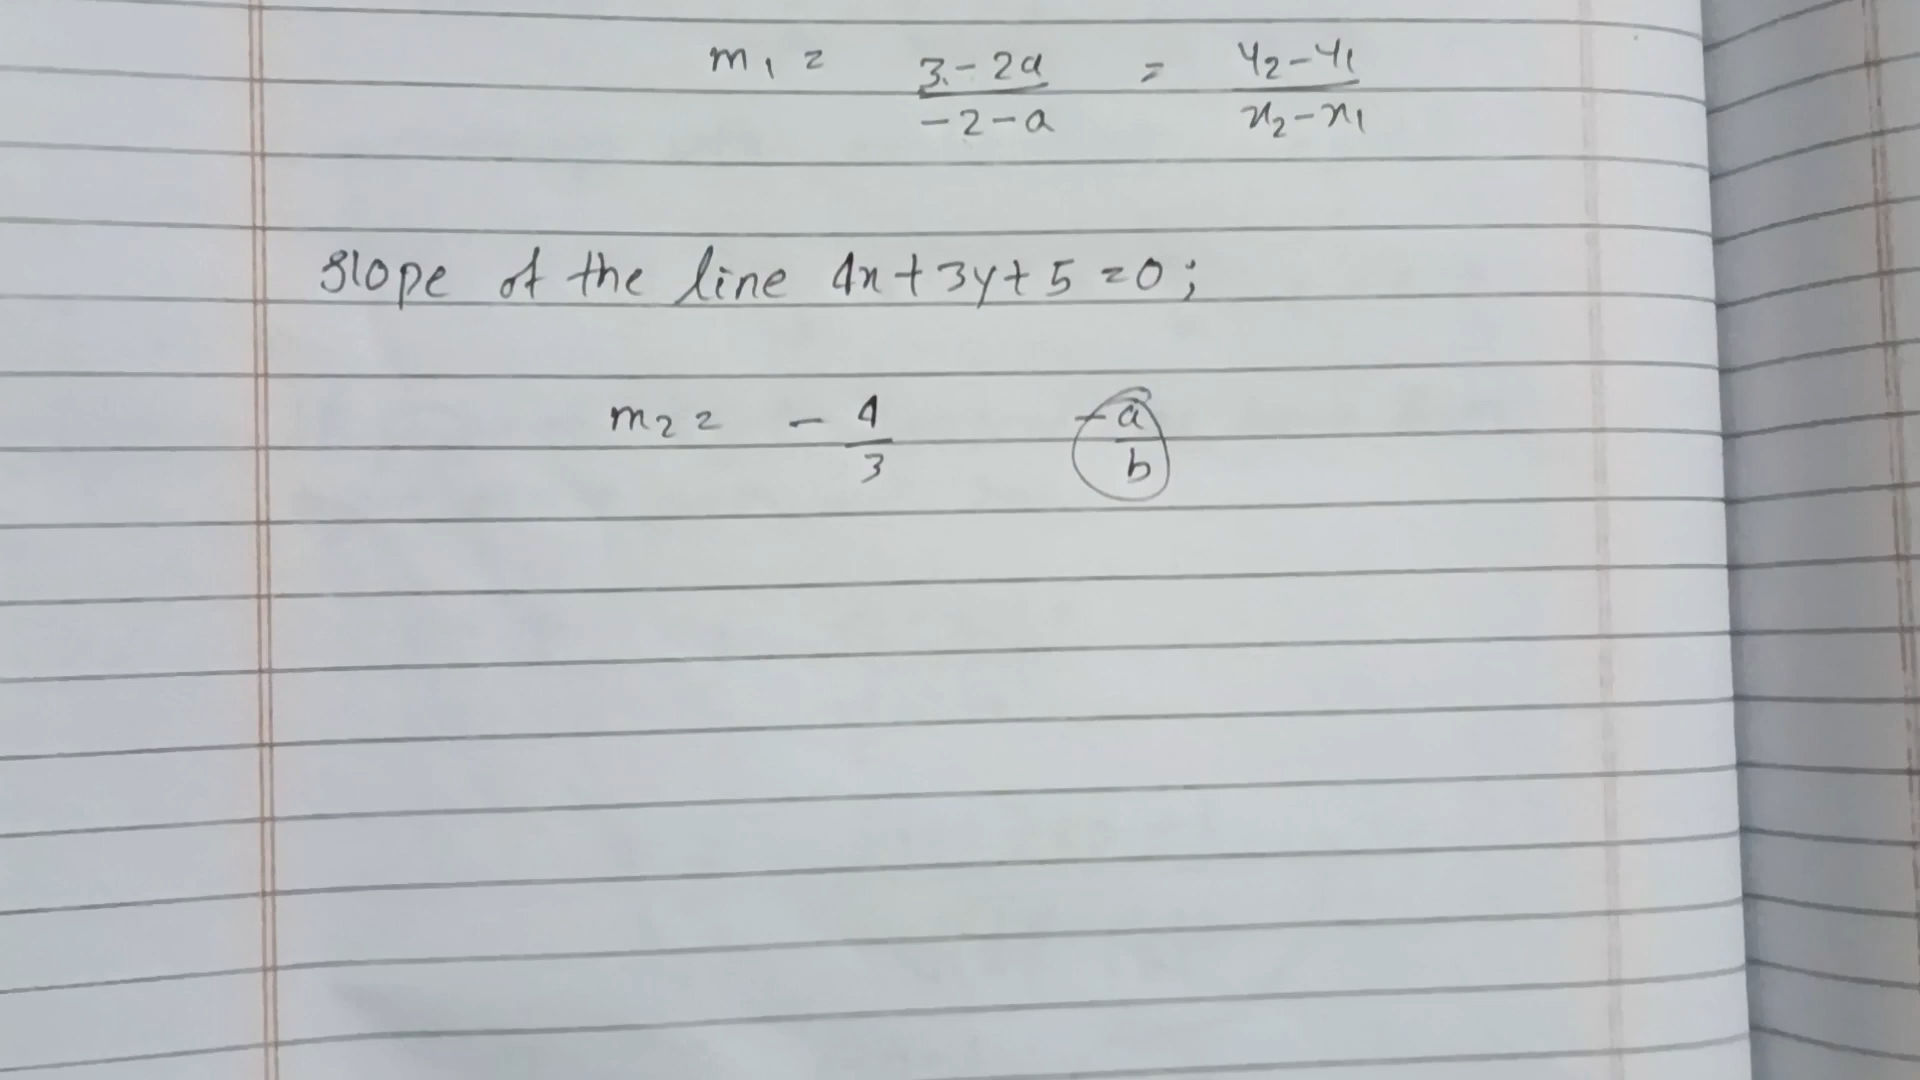 m₁ = (3 - 2a)/(-2 - a) = (y₂ - y₁)/(x₂ - x₁)
slope of the line 4x + 3y + 5 = 0 ;
m₂ = - 4/3 -a/b